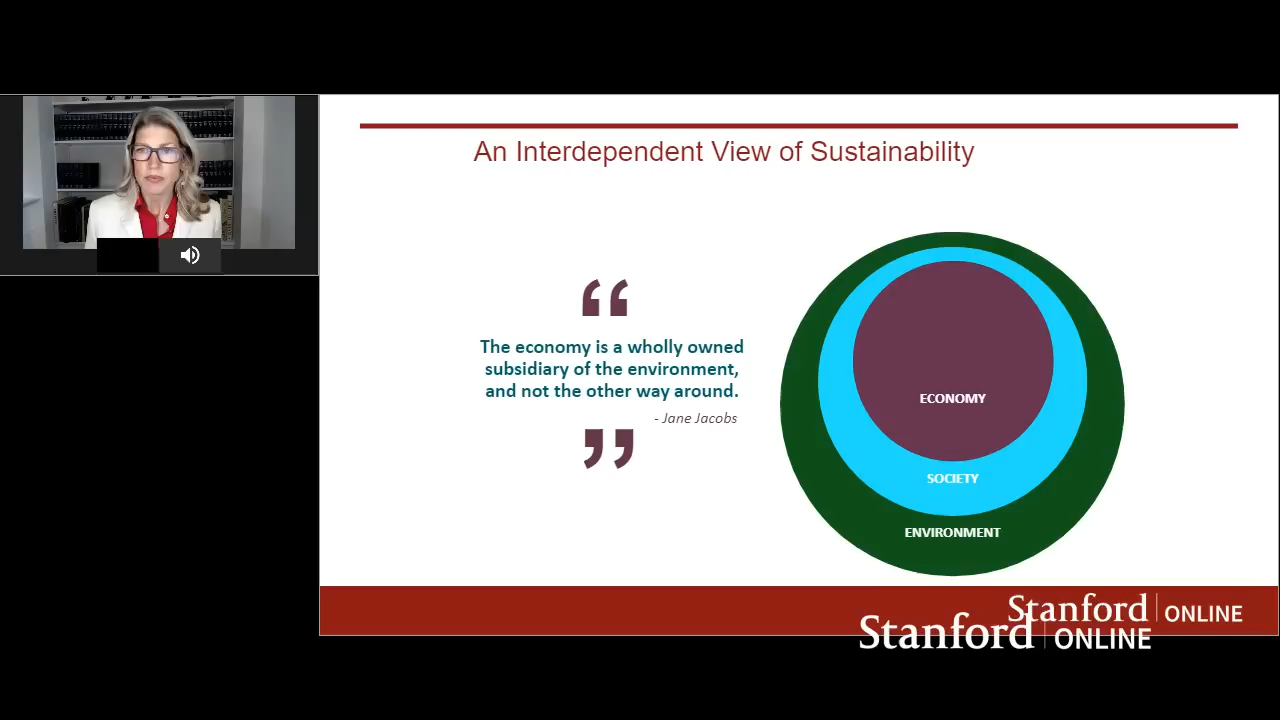 An Interdependent View of Sustainability
“
The economy is a wholly owned
subsidiary of the environment,
and not the other way around.
- Jane Jacobs
”
ECONOMY
SOCIETY
ENVIRONMENT
Stanford ONLINE
Stanford ONLINE